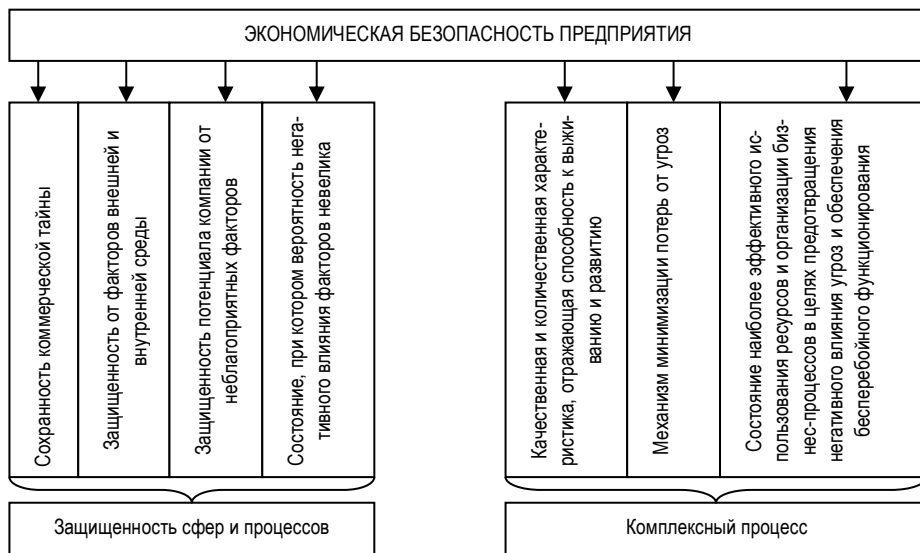 ЭКОНОМИЧЕСКАЯ БЕЗОПАСНОСТЬ ПРЕДПРИЯТИЯ
Сохранность коммерческой тайны
Защищенность от факторов внешней и
внутренней среды
Защищенность потенциала компании от
неблагоприятных факторов
Состояние, при котором вероятность нега-
тивного влияния факторов невелика
Качественная и количественная характе-
ристика, отражающая способность к выжи-
ванию и развитию
Механизм минимизации потерь от угроз
Состояние наиболее эффективного ис-
пользования ресурсов и организации биз-
нес-процессов в целях предотвращения
негативного влияния угроз и обеспечения
бесперебойного функционирования
Защищенность сфер и процессов
Комплексный процесс